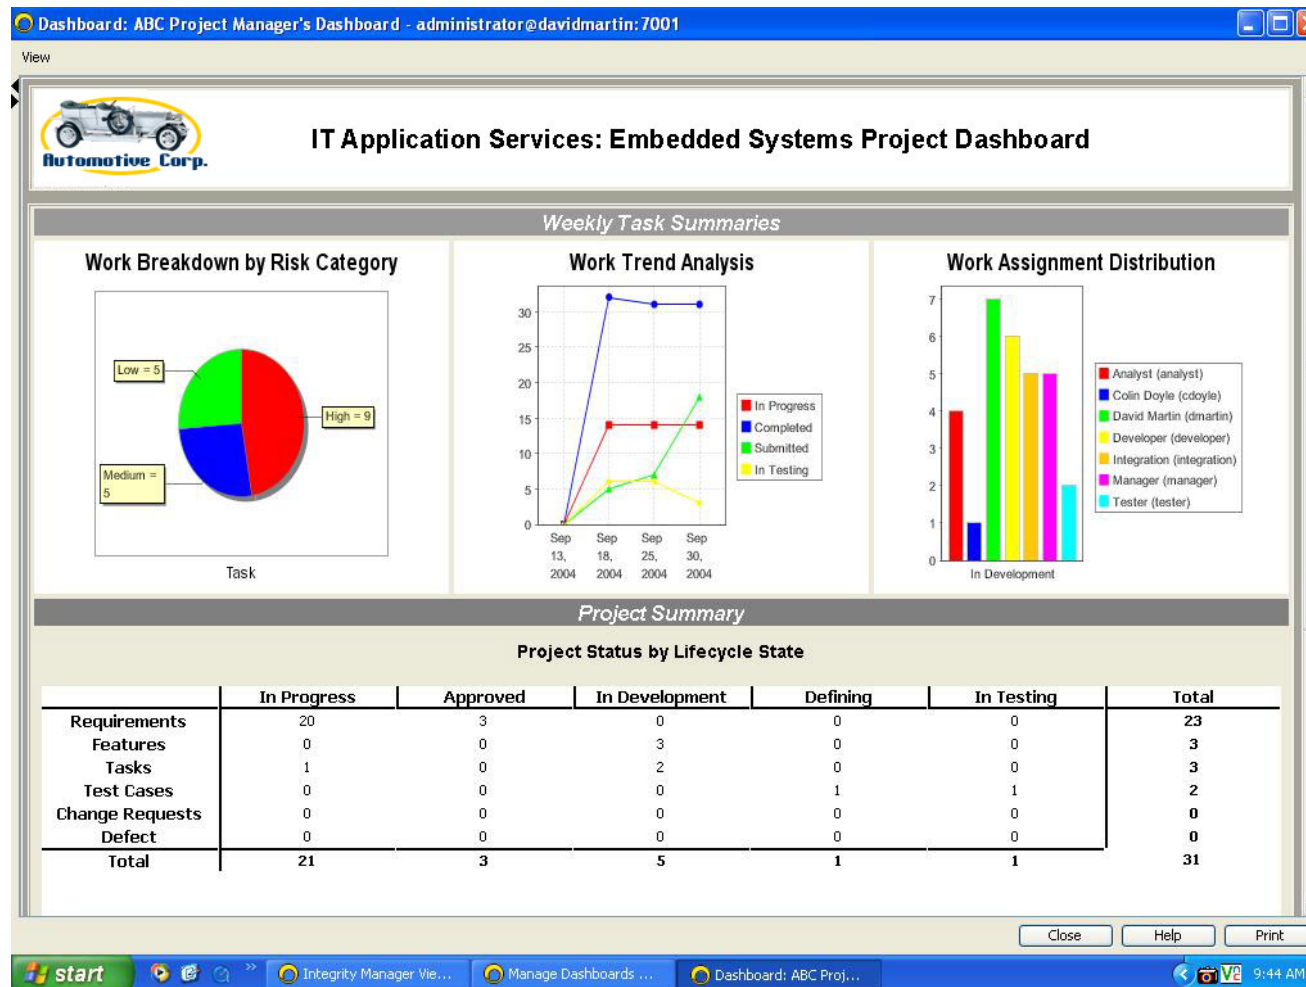 Dashboard: ABC Project Manager's Dashboard - administrator@davidmartin:7001
View
Automotive Corp.
IT Application Services: Embedded Systems Project Dashboard
Weekly Task Summaries
Work Breakdown by Risk Category
Low = 5
High = 9
Medium =
5
Task
Work Trend Analysis
30
25
20
15
10
5
0
Sep Sep Sep Sep
13, 18, 25, 30,
2004 2004 2004 2004
In Progress
Completed
Submitted
In Testing
Work Assignment Distribution
7
6
5
4
3
2
1
0
In Development
Analyst (analyst)
Colin Doyle (cdoyle)
David Martin (dmartin)
Developer (developer)
Integration (integration)
Manager (manager)
Tester (tester)
Project Summary
Project Status by Lifecycle State
In Progress Approved In Development Defining In Testing Total
Requirements 20 3 0 0 0 23
Features 0 0 3 0 0 3
Tasks 1 0 2 0 0 3
Test Cases 0 0 0 1 1 2
Change Requests 0 0 0 0 0 0
Defect 0 0 0 0 0 0
Total 21 3 5 1 1 31
Close Help Print
start Integrity Manager Vie... Manage Dashboards ... Dashboard: ABC Proj... 9:44 AM